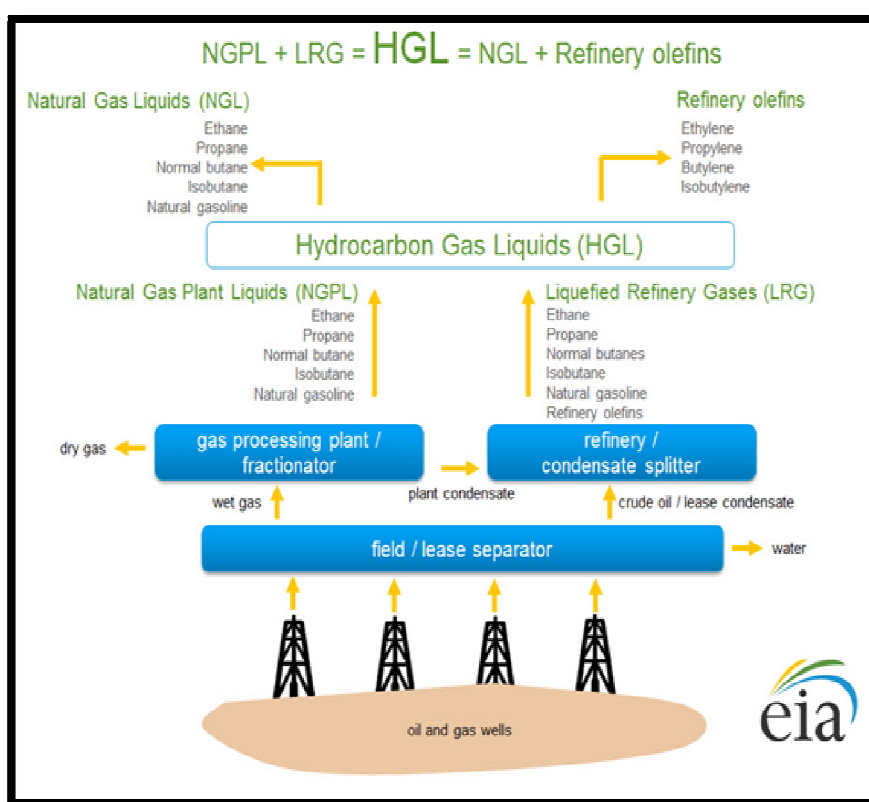 NGPL + LRG = HGL = NGL + Refinery olefins
Natural Gas Liquids (NGL)
Ethane
Propane
Normal butane
Isobutane
Natural gasoline
Refinery olefins
Ethylene
Propylene
Butylene
Isobutylene
Hydrocarbon Gas Liquids (HGL)
Natural Gas Plant Liquids (NGPL)
Ethane
Propane
Normal butane
Isobutane
Natural gasoline
Liquefied Refinery Gases (LRG)
Ethane
Propane
Normal butanes
Isobutane
Natural gasoline
Refinery olefins
dry gas
gas processing plant /
fractionator
plant condensate
refinery /
condensate splitter
wet gas
crude oil / lease condensate
field / lease separator
water
oil and gas wells
eia